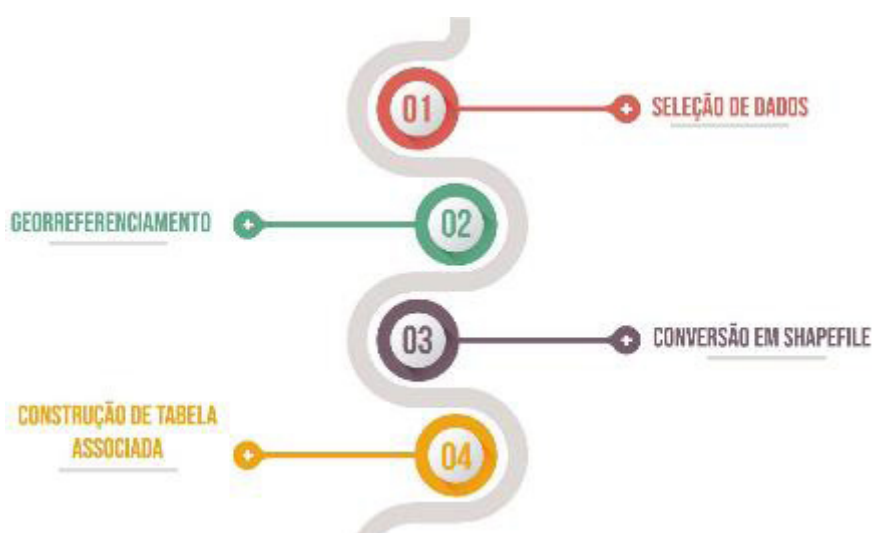 01
SELEÇÃO DE DADOS
GEORREFERENCIAMENTO
02
03
CONVERSÃO EM SHAPEFILE
CONSTRUÇÃO DE TABELA
ASSOCIADA
04